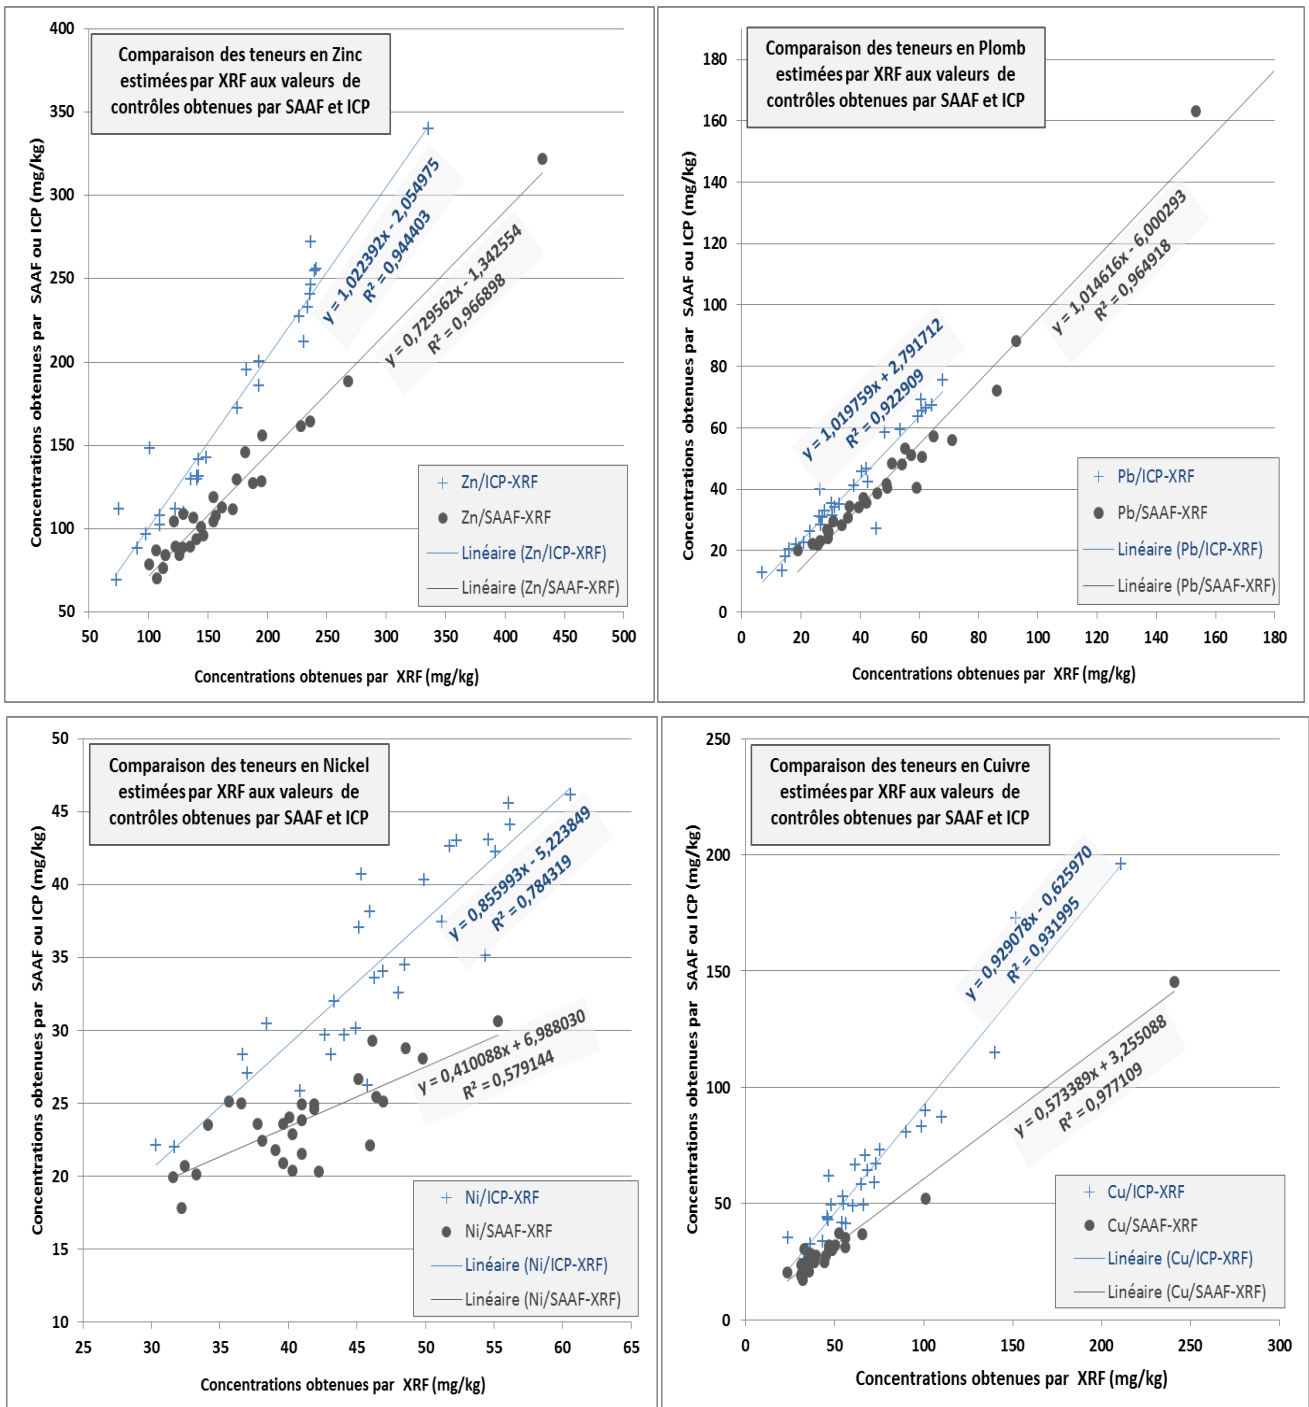 Comparaison des teneurs en Zinc
estimées par XRF aux valeurs de
contrôles obtenues par SAAF et ICP
Concentrations obtenues par SAAF ou ICP (mg/kg)
400
350
300
250
200
150
100
50
y = 1,022392x - 2,054975
R² = 0,944403
y = 0,729562x - 1,342554
R² = 0,966898
Zn/ICP-XRF
Zn/SAAF-XRF
Linéaire (Zn/ICP-XRF)
Linéaire (Zn/SAAF-XRF)
50 100 150 200 250 300 350 400 450 500
Concentrations obtenues par XRF (mg/kg)
Comparaison des teneurs en Plomb
estimées par XRF aux valeurs de
contrôles obtenues par SAAF et ICP
Concentrations obtenues par SAAF ou ICP (mg/kg)
180
160
140
120
100
80
60
40
20
0
y = 1,019759x + 2,791712
R² = 0,922909
y = 1,014616x - 6,000293
R² = 0,964918
Pb/ICP-XRF
Pb/SAAF-XRF
Linéaire (Pb/ICP-XRF)
Linéaire (Pb/SAAF-XRF)
0 20 40 60 80 100 120 140 160 180
Concentrations obtenues par XRF (mg/kg)
Comparaison des teneurs en Nickel
estimées par XRF aux valeurs de
contrôles obtenues par SAAF et ICP
Concentrations obtenues par SAAF ou ICP (mg/kg)
50
45
40
35
30
25
20
15
10
y = 0,855993x - 5,223849
R² = 0,784319
y = 0,410088x + 6,988030
R² = 0,579144
Ni/ICP-XRF
Ni/SAAF-XRF
Linéaire (Ni/ICP-XRF)
Linéaire (Ni/SAAF-XRF)
25 30 35 40 45 50 55 60 65
Concentrations obtenues par XRF (mg/kg)
Comparaison des teneurs en Cuivre
estimées par XRF aux valeurs de
contrôles obtenues par SAAF et ICP
Concentrations obtenues par SAAF ou ICP (mg/kg)
250
200
150
100
50
0
y = 0,929078x - 0,625970
R² = 0,931995
y = 0,573389x + 3,255088
R² = 0,977109
Cu/ICP-XRF
Cu/SAAF-XRF
Linéaire (Cu/ICP-XRF)
Linéaire (Cu/SAAF-XRF)
0 50 100 150 200 250 300
Concentrations obtenues par XRF (mg/kg)